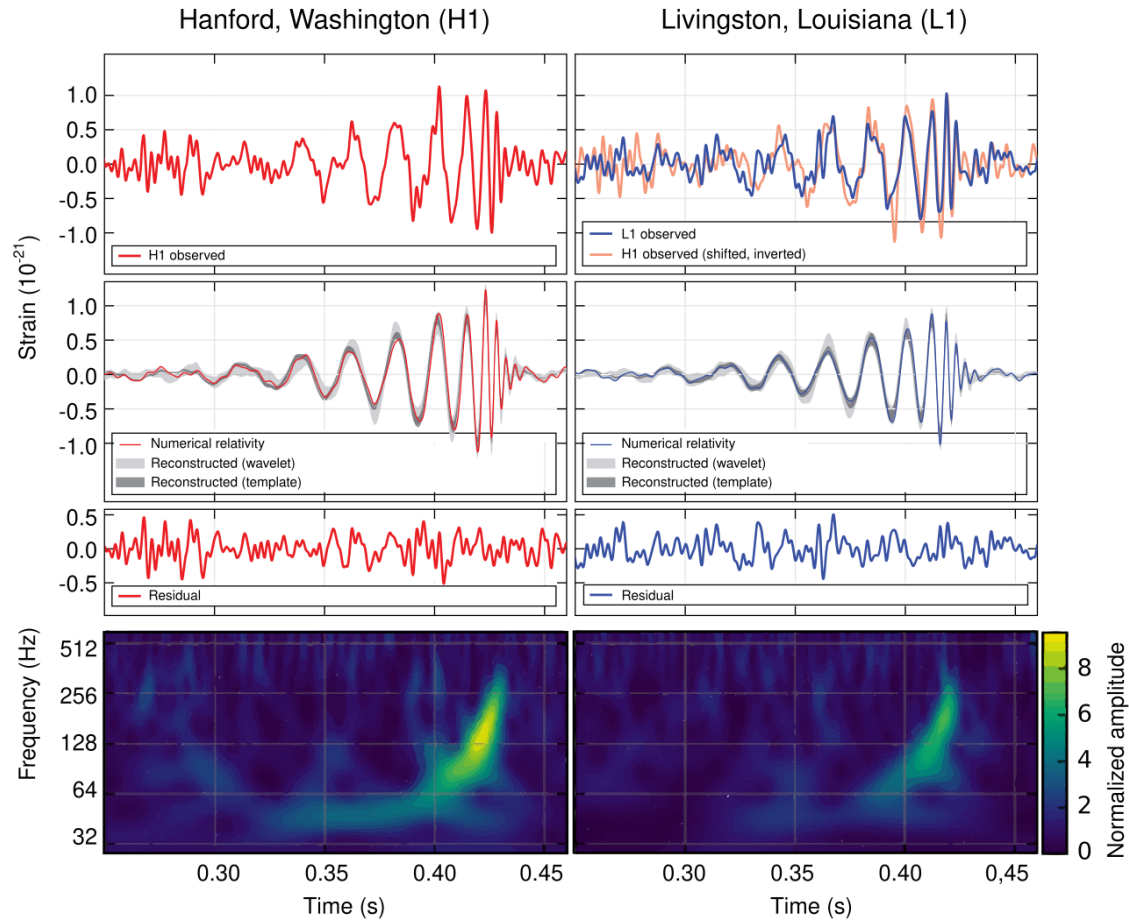 Hanford, Washington (H1)
Livingston, Louisiana (L1)
Strain (10⁻²¹)
1.0
0.5
0.0
-0.5
-1.0
H1 observed
L1 observed
H1 observed (shifted, inverted)
1.0
0.5
0.0
-0.5
-1.0
Numerical relativity
Reconstructed (wavelet)
Reconstructed (template)
Numerical relativity
Reconstructed (wavelet)
Reconstructed (template)
0.5
0.0
-0.5
Residual
Residual
Frequency (Hz)
512
256
128
64
32
8
6
4
2
0
Normalized amplitude
0.30 0.35 0.40 0.45
0.30 0.35 0.40 0,45
Time (s)
Time (s)